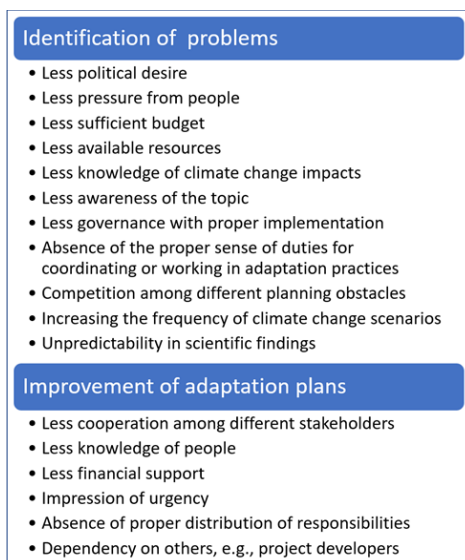 Identification of problems
• Less political desire
• Less pressure from people
• Less sufficient budget
• Less available resources
• Less knowledge of climate change impacts
• Less awareness of the topic
• Less governance with proper implementation
• Absence of the proper sense of duties for
coordinating or working in adaptation practices
• Competition among different planning obstacles
• Increasing the frequency of climate change scenarios
• Unpredictability in scientific findings
Improvement of adaptation plans
• Less cooperation among different stakeholders
• Less knowledge of people
• Less financial support
• Impression of urgency
• Absence of proper distribution of responsibilities
• Dependency on others, e.g., project developers